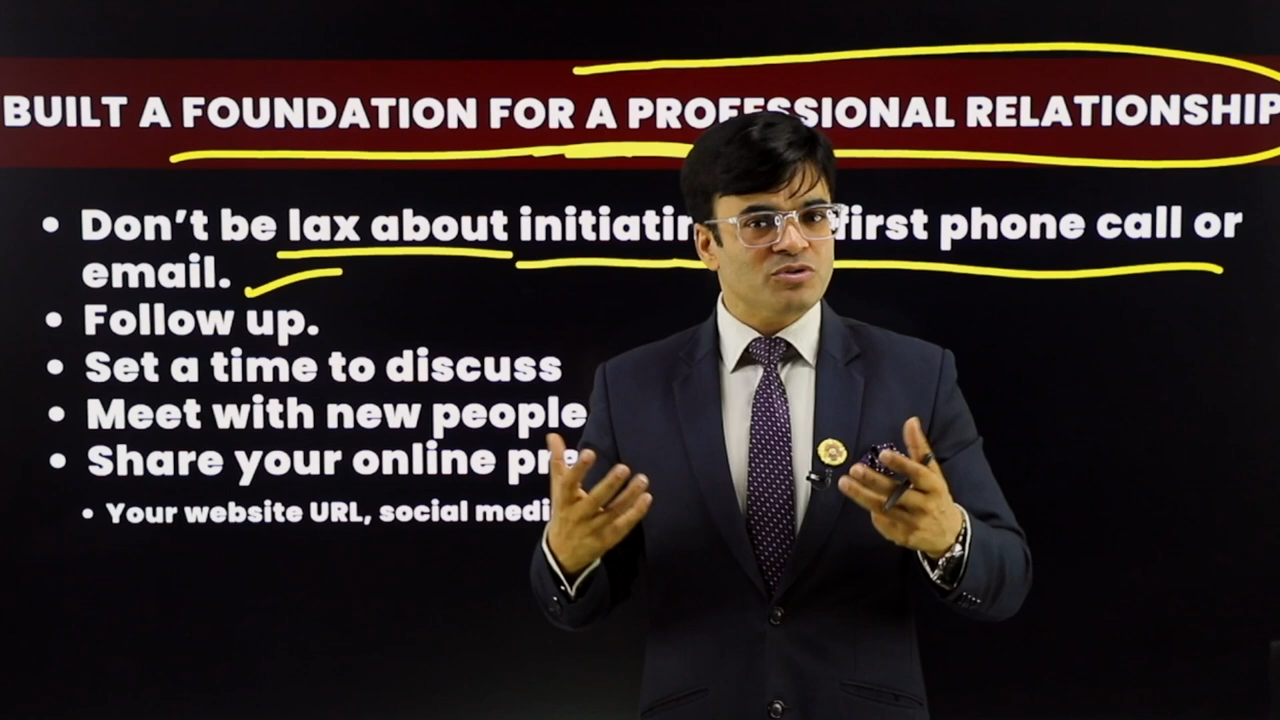 BUILT A FOUNDATION FOR A PROFESSIONAL RELATIONSHIP
• Don't be lax about first phone call or
email.
• Follow up.
• Set a time to discuss
• Meet with new people
• Share your online
• Your website URL, social